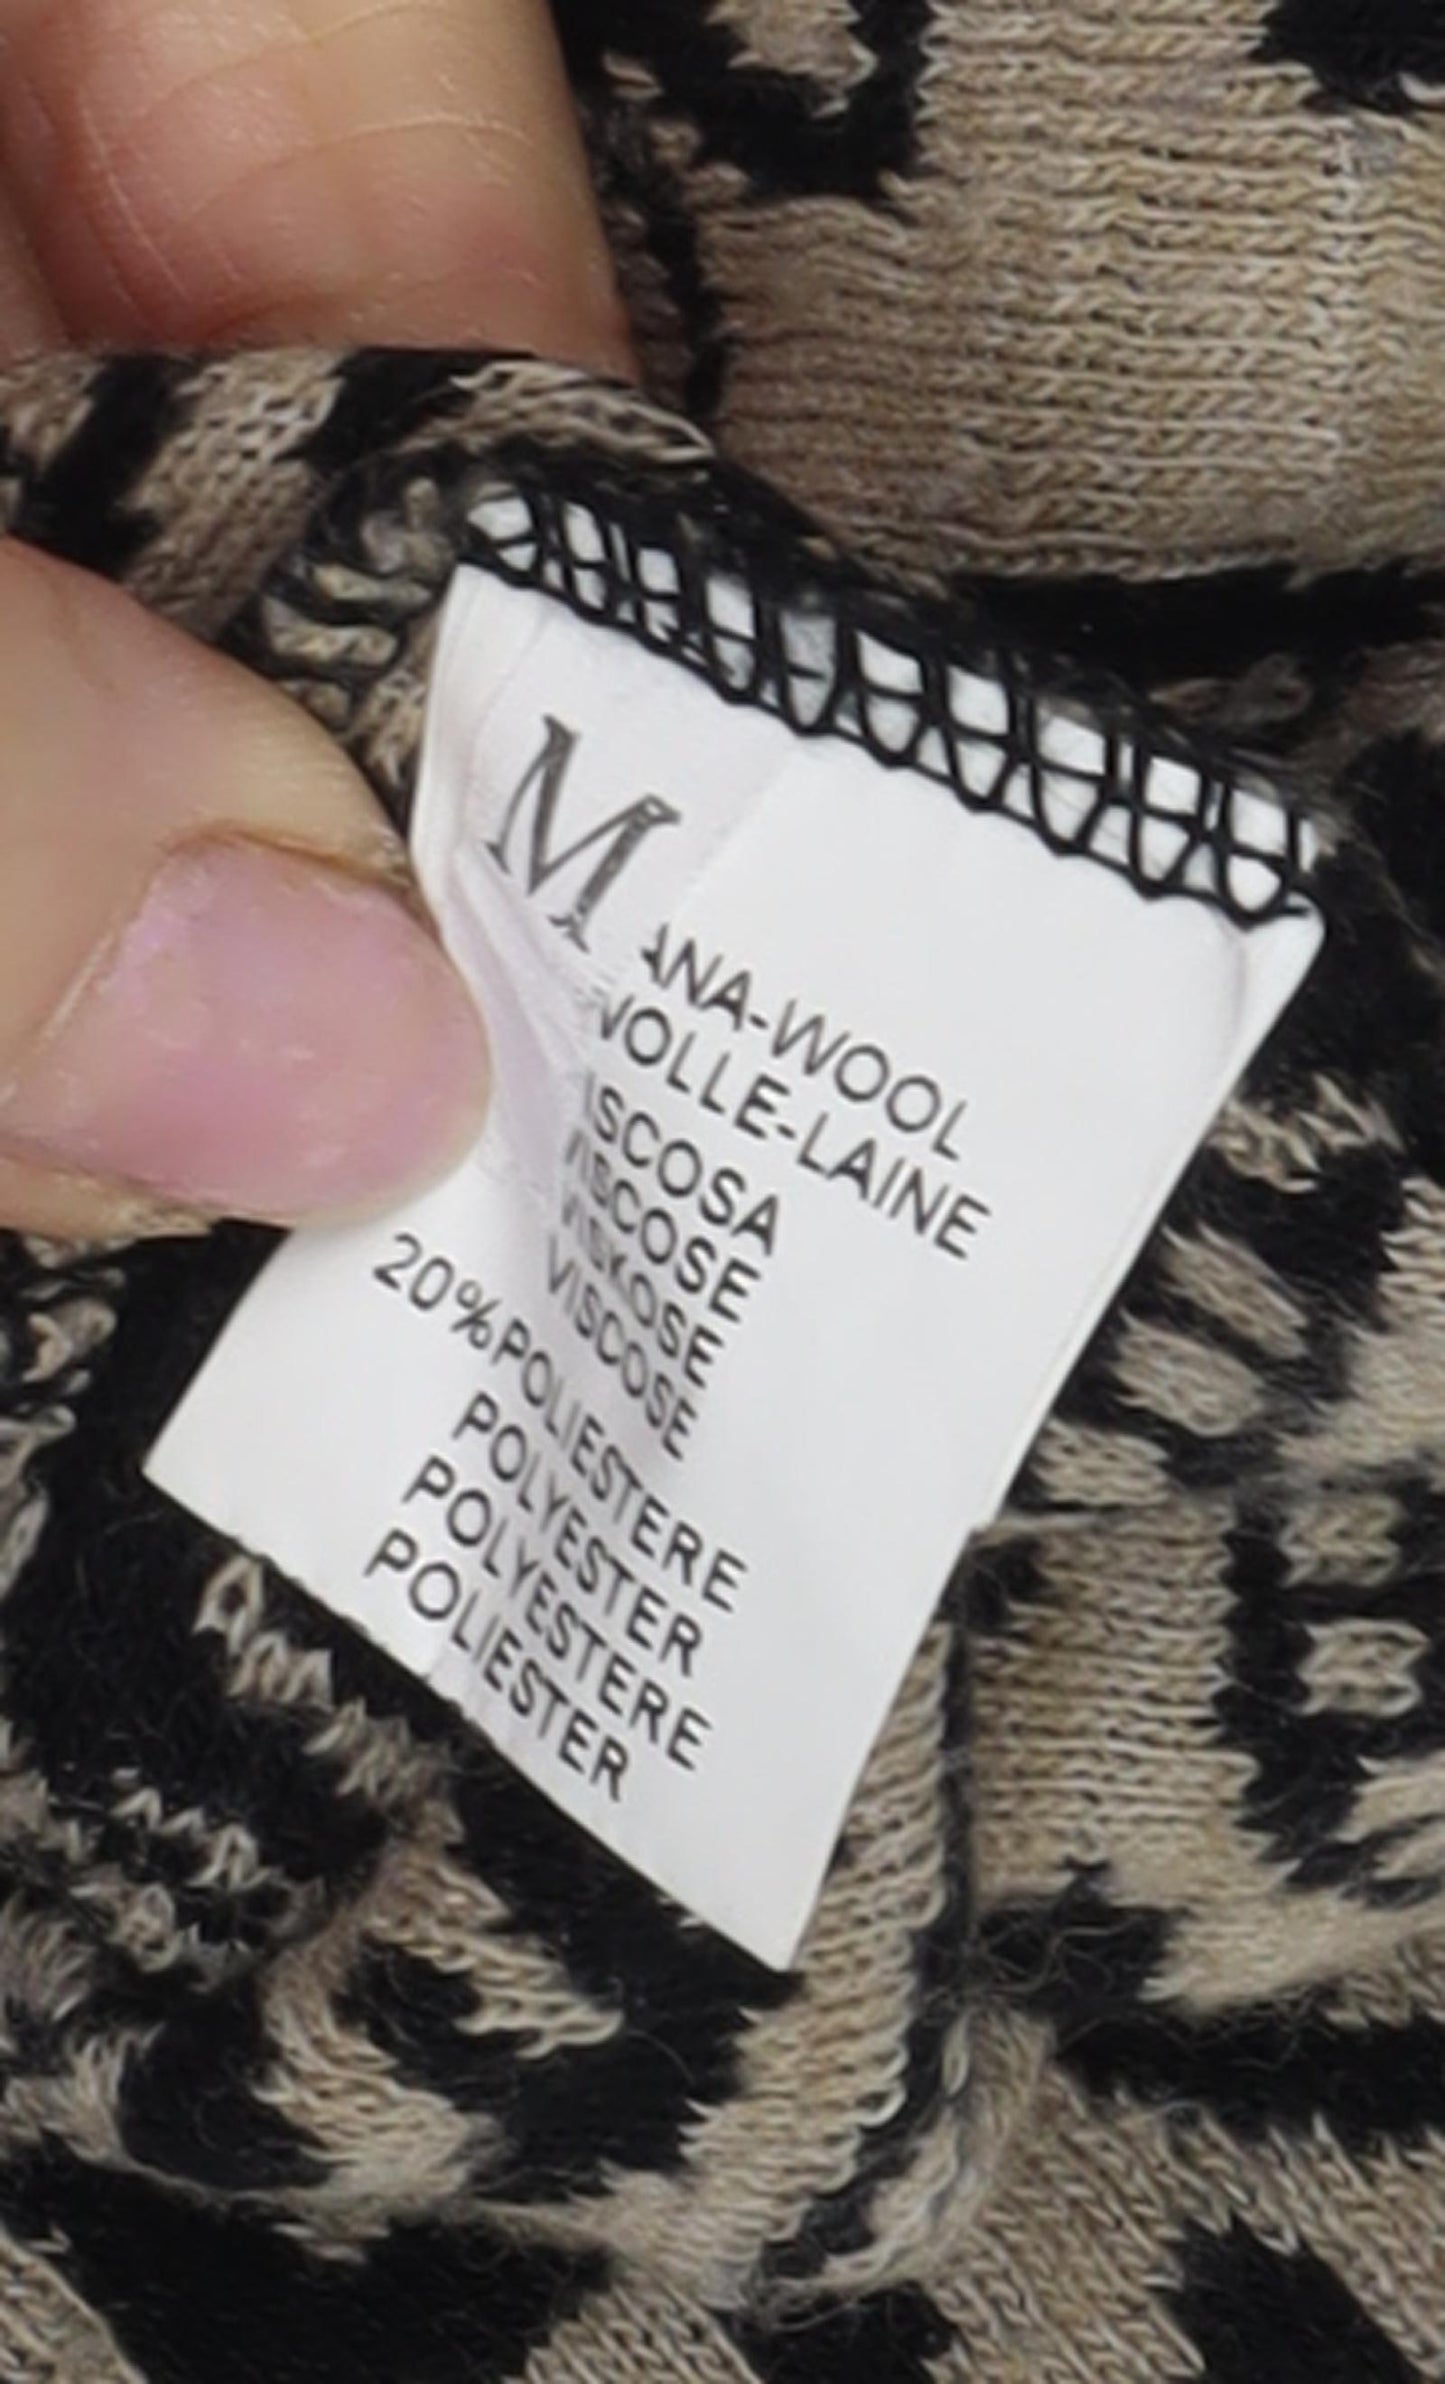 M
ANA-WOOL
WOLLE-LAINE
VISCOSA
VISCOSE
VISKOSE
VISCOSE
20%POLIESTERE
POLYESTER
POLYESTERE
POLIESTER